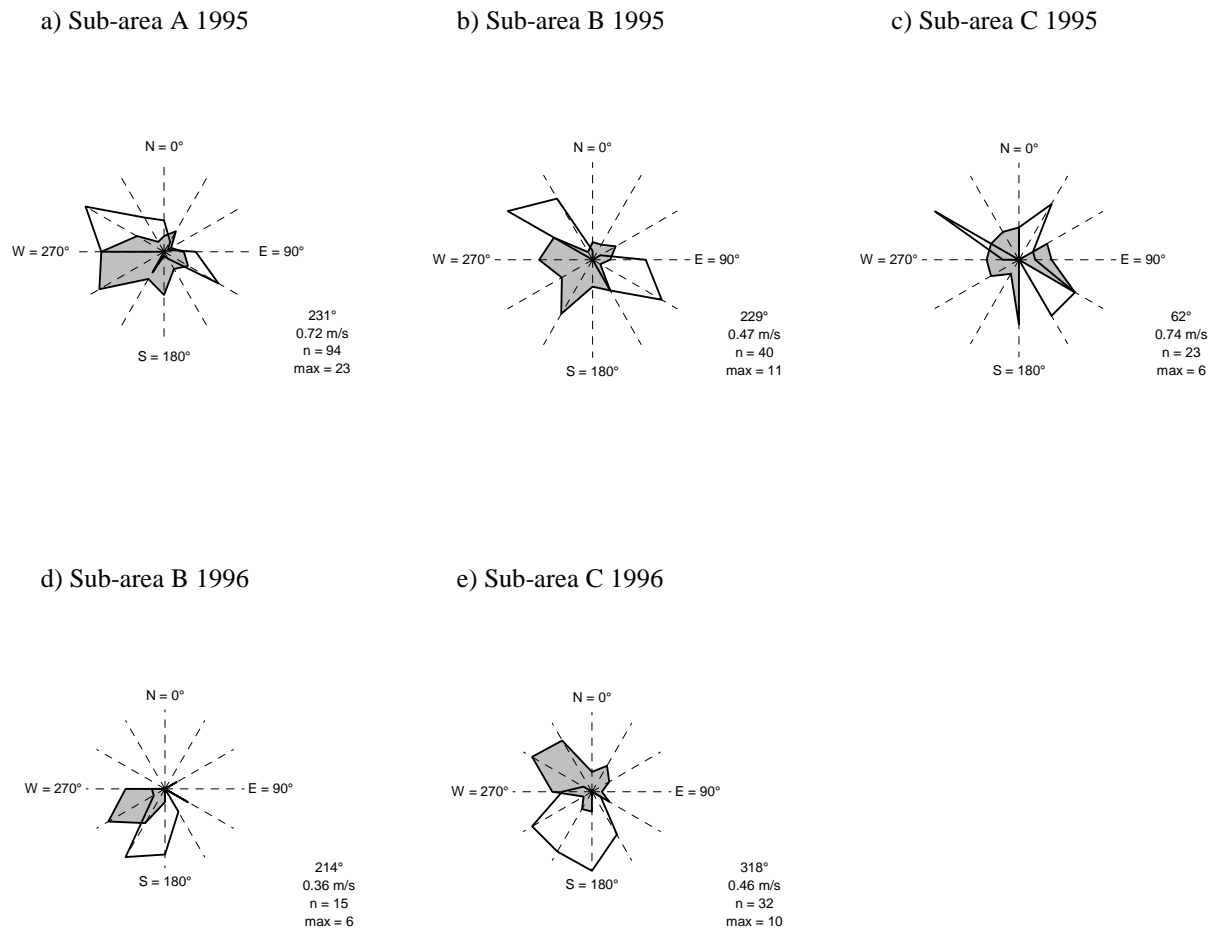 a) Sub-area A 1995
b) Sub-area B 1995
c) Sub-area C 1995
N = 0°
W = 270°
E = 90°
S = 180°
231°
0.72 m/s
n = 94
max = 23
N = 0°
W = 270°
E = 90°
S = 180°
229°
0.47 m/s
n = 40
max = 11
N = 0°
W = 270°
E = 90°
S = 180°
62°
0.74 m/s
n = 23
max = 6
d) Sub-area B 1996
e) Sub-area C 1996
N = 0°
W = 270°
E = 90°
S = 180°
214°
0.36 m/s
n = 15
max = 6
N = 0°
W = 270°
E = 90°
S = 180°
318°
0.46 m/s
n = 32
max = 10